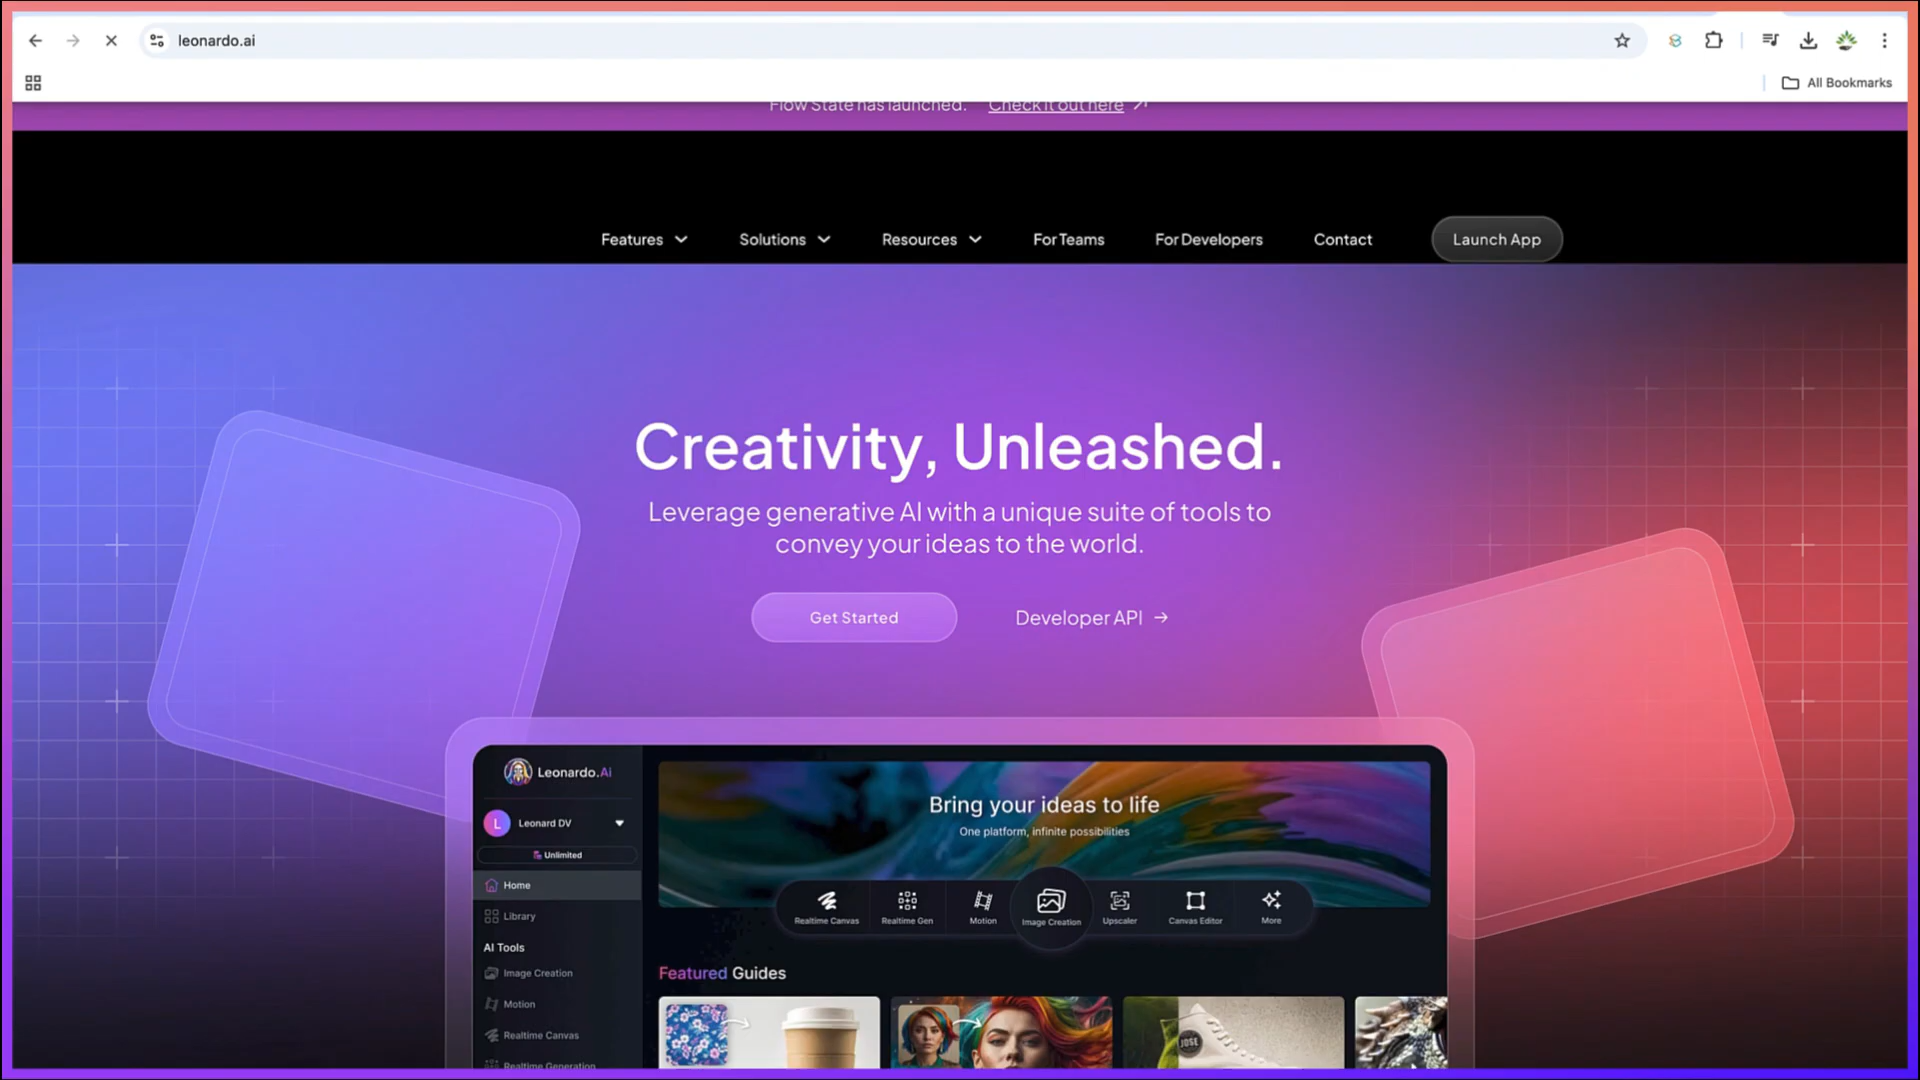 leonardo.ai
All Bookmarks
Flow State has launched. Check it out here
Features
Solutions
Resources
For Teams
For Developers
Contact
Launch App
Creativity, Unleashed.
Leverage generative AI with a unique suite of tools to
convey your ideas to the world.
Get Started
Developer API →
Leonardo.Ai
L
Leonard DV
Unlimited
Home
Library
AI Tools
Image Creation
Motion
Realtime Canvas
Realtime Generation
Bring your ideas to life
One platform, infinite possibilities
Realtime Canvas
Realtime Gen
Motion
Image Creation
Upscaler
Canvas Editor
More
Featured Guides
JOSE